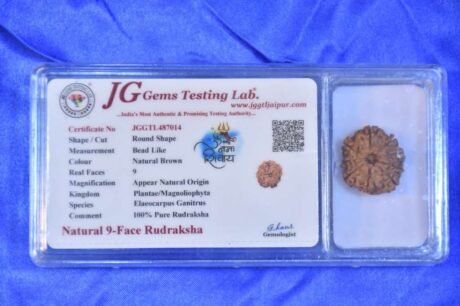 JG Gems Testing Lab.
www.jggtljaipur.com
...India's Most Authentic & Promising Testing Authority...
Certificate No JGGTL487014
Shape / Cut Round Shape
Measurement Bead Like
Colour Natural Brown
Real Faces 9
Magnification Appear Natural Origin
Kingdom Plantae/Magnoliophyta
Species Elaeocarpus Ganitrus
Comment 100% Pure Rudraksha
नमः
शिवाय
Natural 9-Face Rudraksha
Gemologist